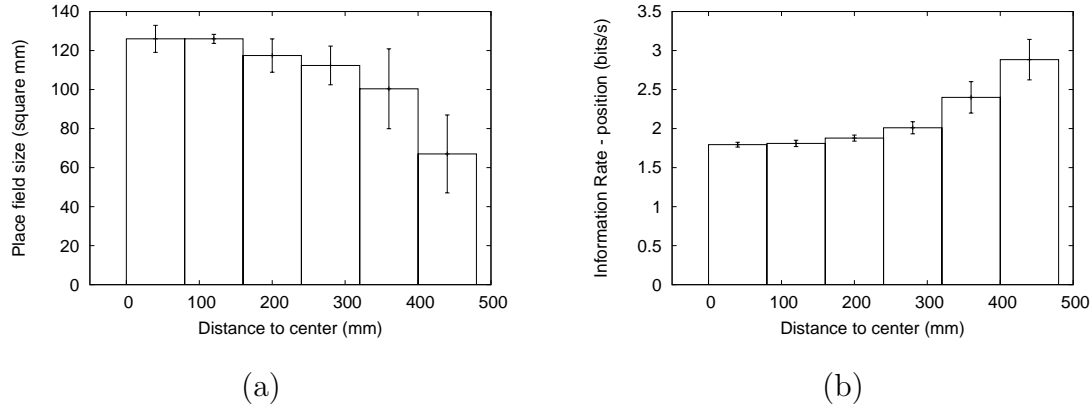 Place field size (square mm)
140
120
100
80
60
40
20
0
0 100 200 300 400 500
Distance to center (mm)
(a)
Information Rate - position (bits/s)
3.5
3
2.5
2
1.5
1
0.5
0
0 100 200 300 400 500
Distance to center (mm)
(b)